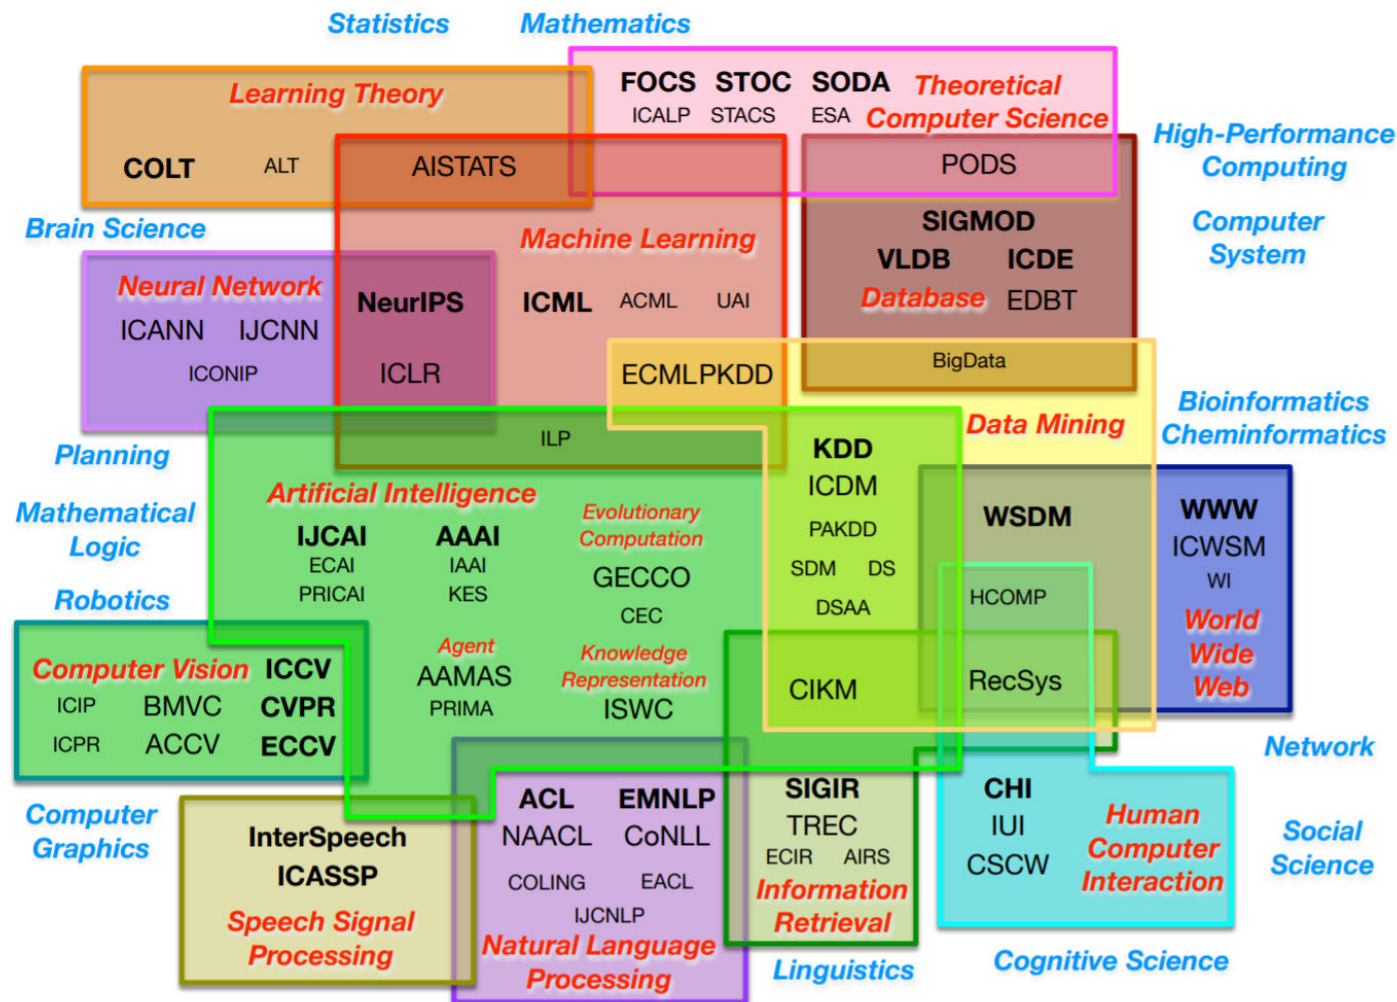 Statistics
Mathematics
Learning Theory
COLT
ALT
AISTATS
FOCS STOC SODA
ICALP STACS ESA
Theoretical
Computer Science
PODS
High-Performance
Computing
Computer
System
Brain Science
Neural Network
ICANN IJCNN
ICONIP
NeurIPS
ICLR
Machine Learning
ICML ACML UAI
ECMLPKDD
SIGMOD
VLDB ICDE
Database EDBT
BigData
Data Mining
Bioinformatics
Cheminformatics
Planning
Mathematical
Logic
Robotics
ILP
Artificial Intelligence
IJCAI AAAI
ECAI IAAI
PRICAI KES
Evolutionary
Computation
GECCO
CEC
Agent
AAMAS
PRIMA
Knowledge
Representation
ISWC
KDD
ICDM
PAKDD
SDM DS
DSAA
CIKM
WSDM
HCOMP
RecSys
WWW
ICWSM
WI
World
Wide
Web
Computer Vision ICCV
ICIP BMVC CVPR
ICPR ACCV ECCV
Computer
Graphics
InterSpeech
ICASSP
Speech Signal
Processing
ACL EMNLP
NAACL CoNLL
COLING EACL
IJCNLP
Natural Language
Processing
SIGIR
TREC
ECIR AIRS
Information
Retrieval
Linguistics
CHI
IUI
CSCW
Human
Computer
Interaction
Cognitive Science
Network
Social
Science